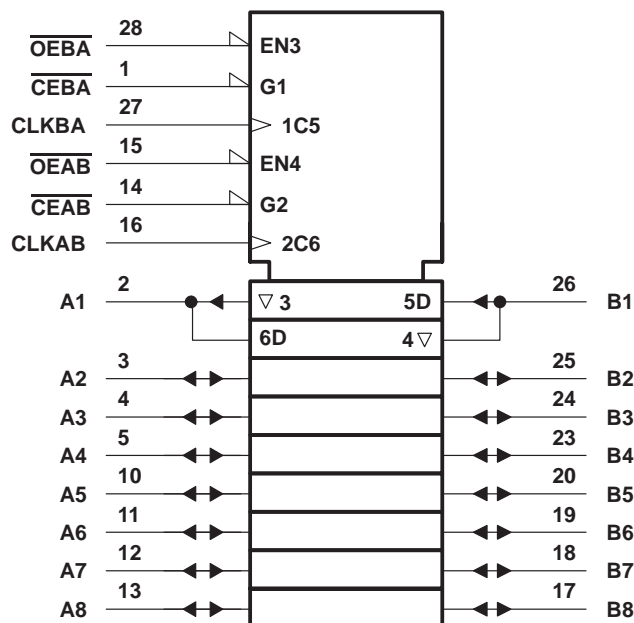 28
OEBA EN3
1
CEBA G1
27
CLKBA 1C5
15
OEAB EN4
14
CEAB G2
16
CLKAB 2C6
2 26
A1 ▽ 3 5D B1
6D 4 ▽
3 25
A2 B2
4 24
A3 B3
5 23
A4 B4
10 20
A5 B5
11 19
A6 B6
12 18
A7 B7
13 17
A8 B8